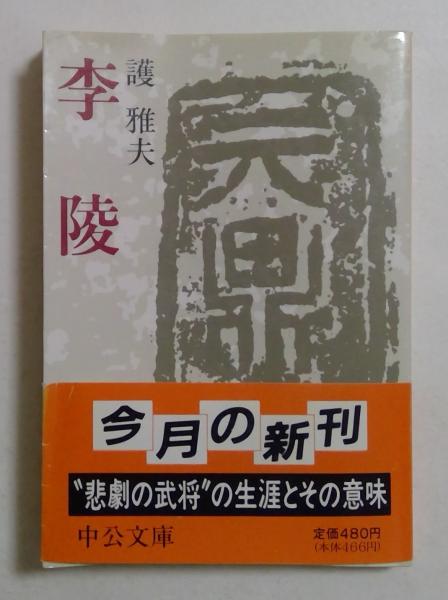 李陵
護 雅夫
今月の新刊
“悲劇の武将”の生涯とその意味
中公文庫
定価480円
(本体466円)